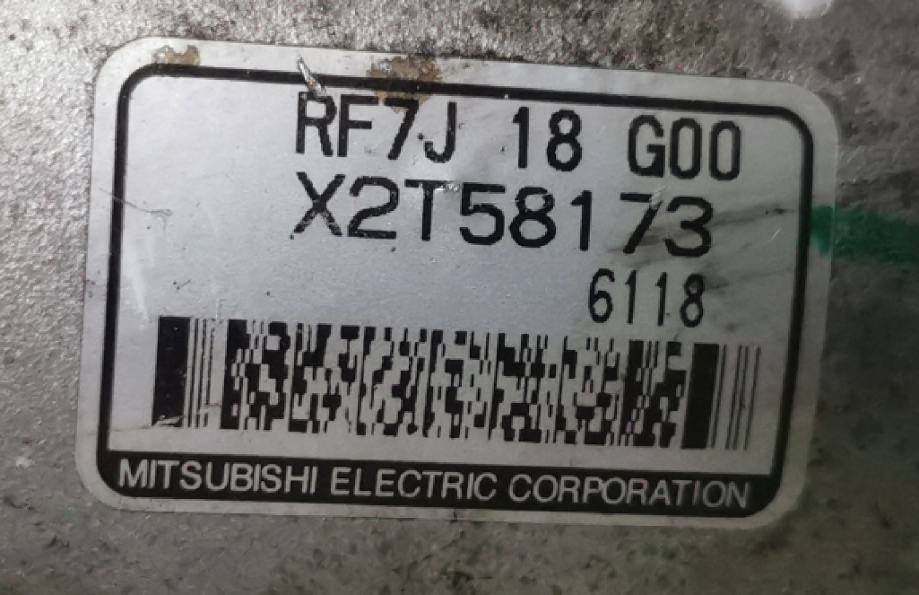 RF7J 18 G00
X2T58173
6118
MITSUBISHI ELECTRIC CORPORATION